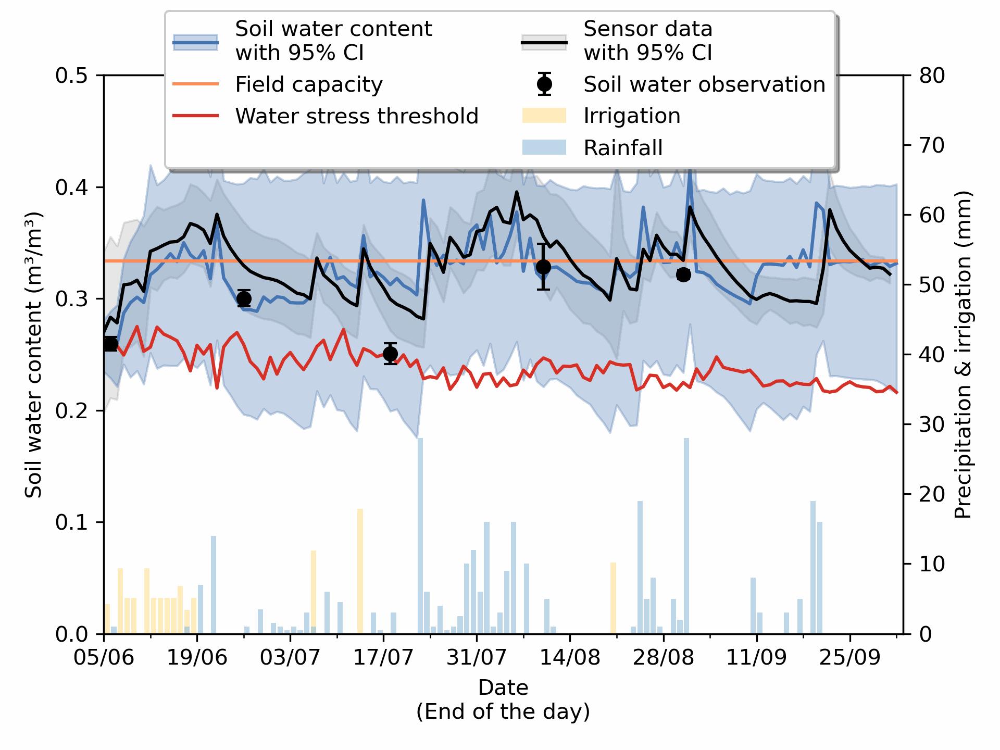 Soil water content
with 95% CI
Field capacity
Water stress threshold
Sensor data
with 95% CI
Soil water observation
Irrigation
Rainfall
0.5
0.4
0.3
0.2
0.1
0.0
Soil water content (m³/m³)
80
70
60
50
40
30
20
10
0
Precipitation & irrigation (mm)
05/06 19/06 03/07 17/07 31/07 14/08 28/08 11/09 25/09
Date
(End of the day)